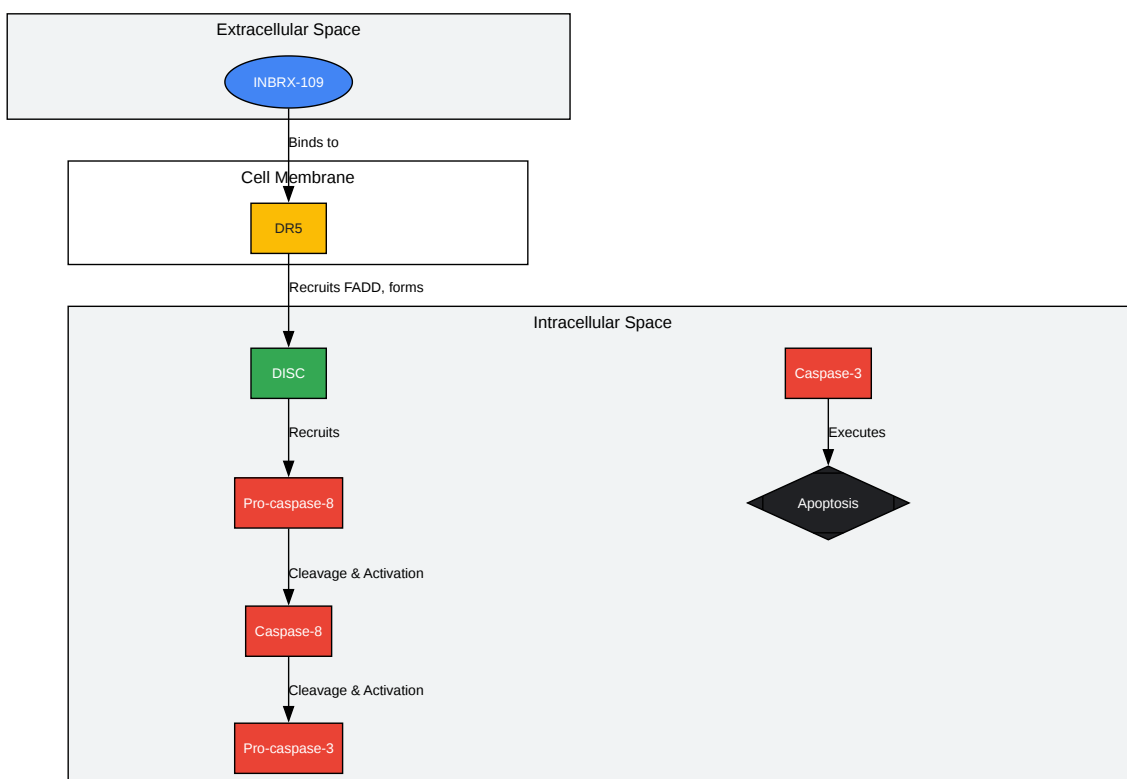 Extracellular Space
INBRX-109
Binds to
Cell Membrane
DR5
Recruits FADD, forms
Intracellular Space
DISC
Caspase-3
Recruits
Executes
Pro-caspase-8
Apoptosis
Cleavage & Activation
Caspase-8
Cleavage & Activation
Pro-caspase-3